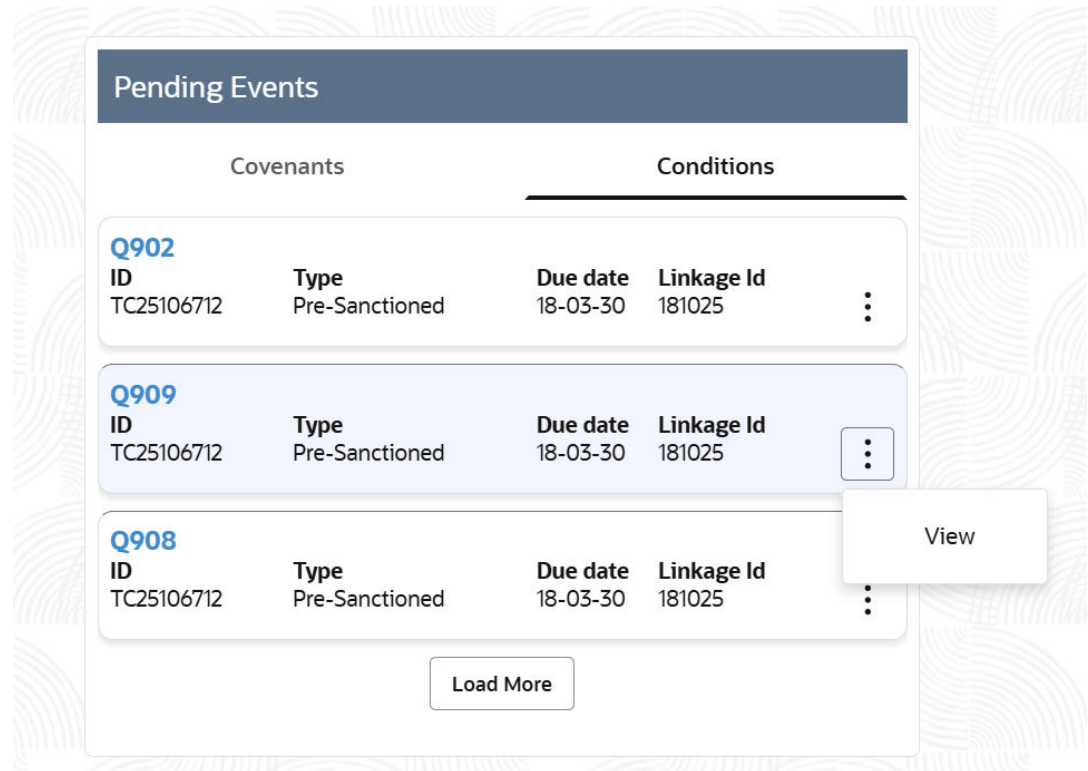 Pending Events
Covenants Conditions
Q902
ID Type Due date Linkage Id
TC25106712 Pre-Sanctioned 18-03-30 181025
Q909
ID Type Due date Linkage Id
TC25106712 Pre-Sanctioned 18-03-30 181025
View
Q908
ID Type Due date Linkage Id
TC25106712 Pre-Sanctioned 18-03-30 181025
Load More